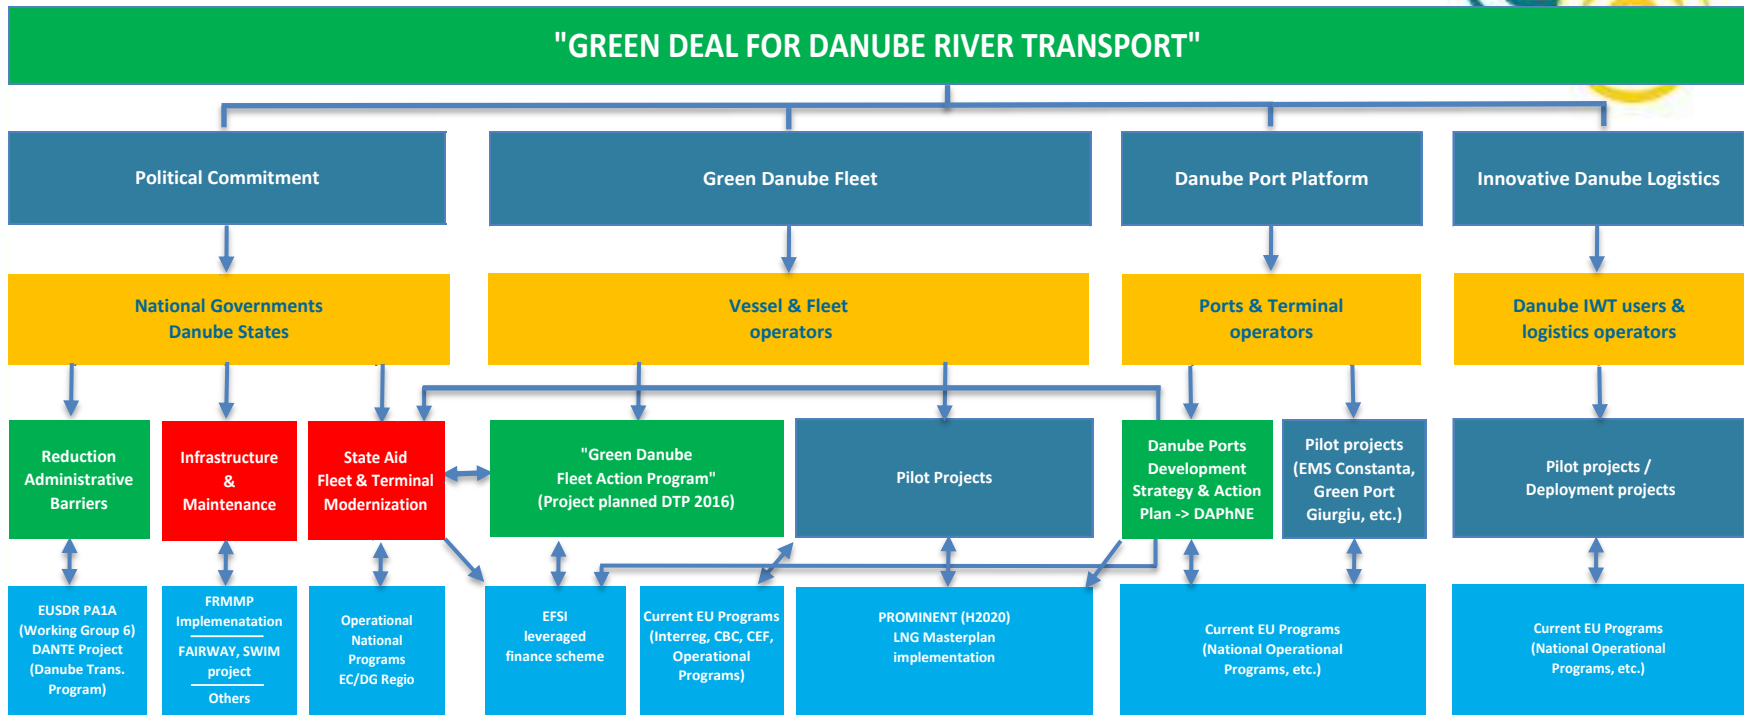 "GREEN DEAL FOR DANUBE RIVER TRANSPORT"
Political Commitment
Green Danube Fleet
Danube Port Platform
Innovative Danube Logistics
National Governments
Danube States
Vessel & Fleet
operators
Ports & Terminal
operators
Danube IWT users &
logistics operators
Reduction
Administrative
Barriers
Infrastructure
&
Maintenance
State Aid
Fleet & Terminal
Modernization
"Green Danube
Fleet Action Program"
(Project planned DTP 2016)
Pilot Projects
Danube Ports
Development
Strategy & Action
Plan -> DAPhNE
Pilot projects
(EMS Constanta,
Green Port
Giurgiu, etc.)
Pilot projects /
Deployment projects
EUSDR PA1A
(Working Group 6)
DANTE Project
(Danube Trans.
Program)
FRMMP
Implemenatation
FAIRWAY, SWIM
project
Others
Operational
National
Programs
EC/DG Regio
EFSI
leveraged
finance scheme
Current EU Programs
(Interreg, CBC, CEF,
Operational
Programs)
PROMINENT (H2020)
LNG Masterplan
implementation
Current EU Programs
(National Operational
Programs, etc.)
Current EU Programs
(National Operational
Programs, etc.)